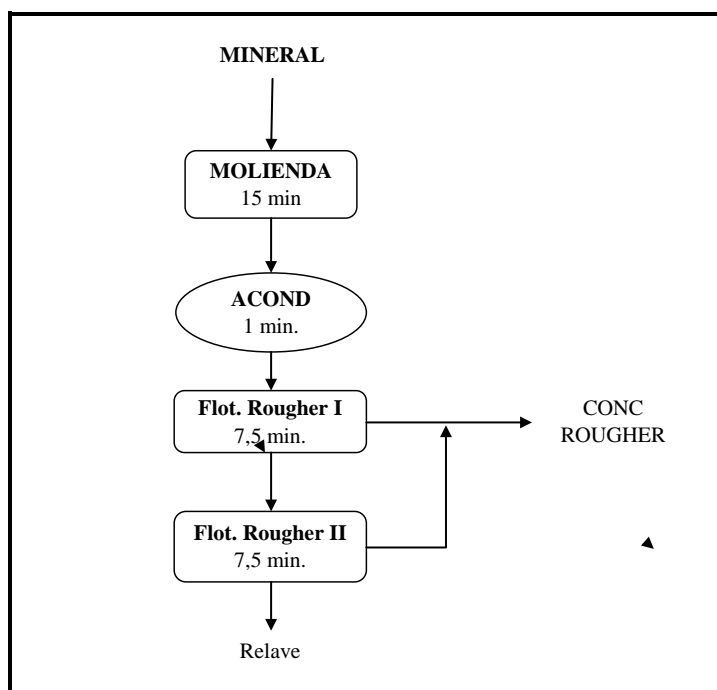 MINERAL
MOLIENDA
15 min
ACOND
1 min.
Flot. Rougher I
7,5 min.
CONC
ROUGHER
Flot. Rougher II
7,5 min.
Relave